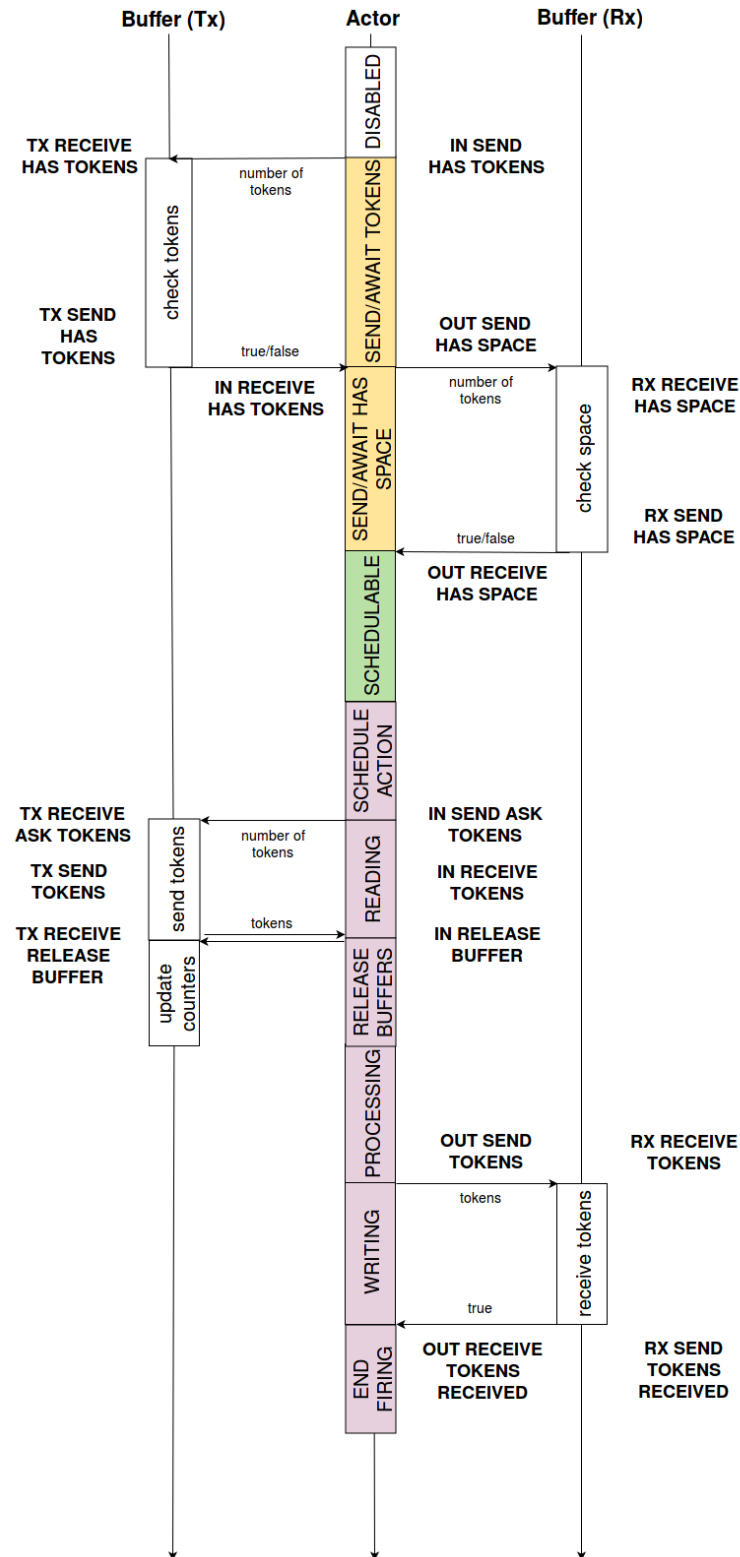 Buffer (Tx)
Actor
Buffer (Rx)
DISABLED
TX RECEIVE
HAS TOKENS
number of
tokens
IN SEND
HAS TOKENS
check tokens
SEND/AWAIT TOKENS
TX SEND
HAS
TOKENS
true/false
IN RECEIVE
HAS TOKENS
OUT SEND
HAS SPACE
number of
tokens
RX RECEIVE
HAS SPACE
SEND/AWAIT HAS
SPACE
check space
RX SEND
HAS SPACE
true/false
OUT RECEIVE
HAS SPACE
SCHEDULABLE
SCHEDULE
ACTION
TX RECEIVE
ASK TOKENS
number of
tokens
IN SEND ASK
TOKENS
TX SEND
TOKENS
send tokens
READING
IN RECEIVE
TOKENS
tokens
TX RECEIVE
RELEASE
BUFFER
IN RELEASE
BUFFER
update
counters
RELEASE
BUFFERS
PROCESSING
OUT SEND
TOKENS
RX RECEIVE
TOKENS
tokens
WRITING
receive tokens
true
END
FIRING
OUT RECEIVE
TOKENS
RECEIVED
RX SEND
TOKENS
RECEIVED